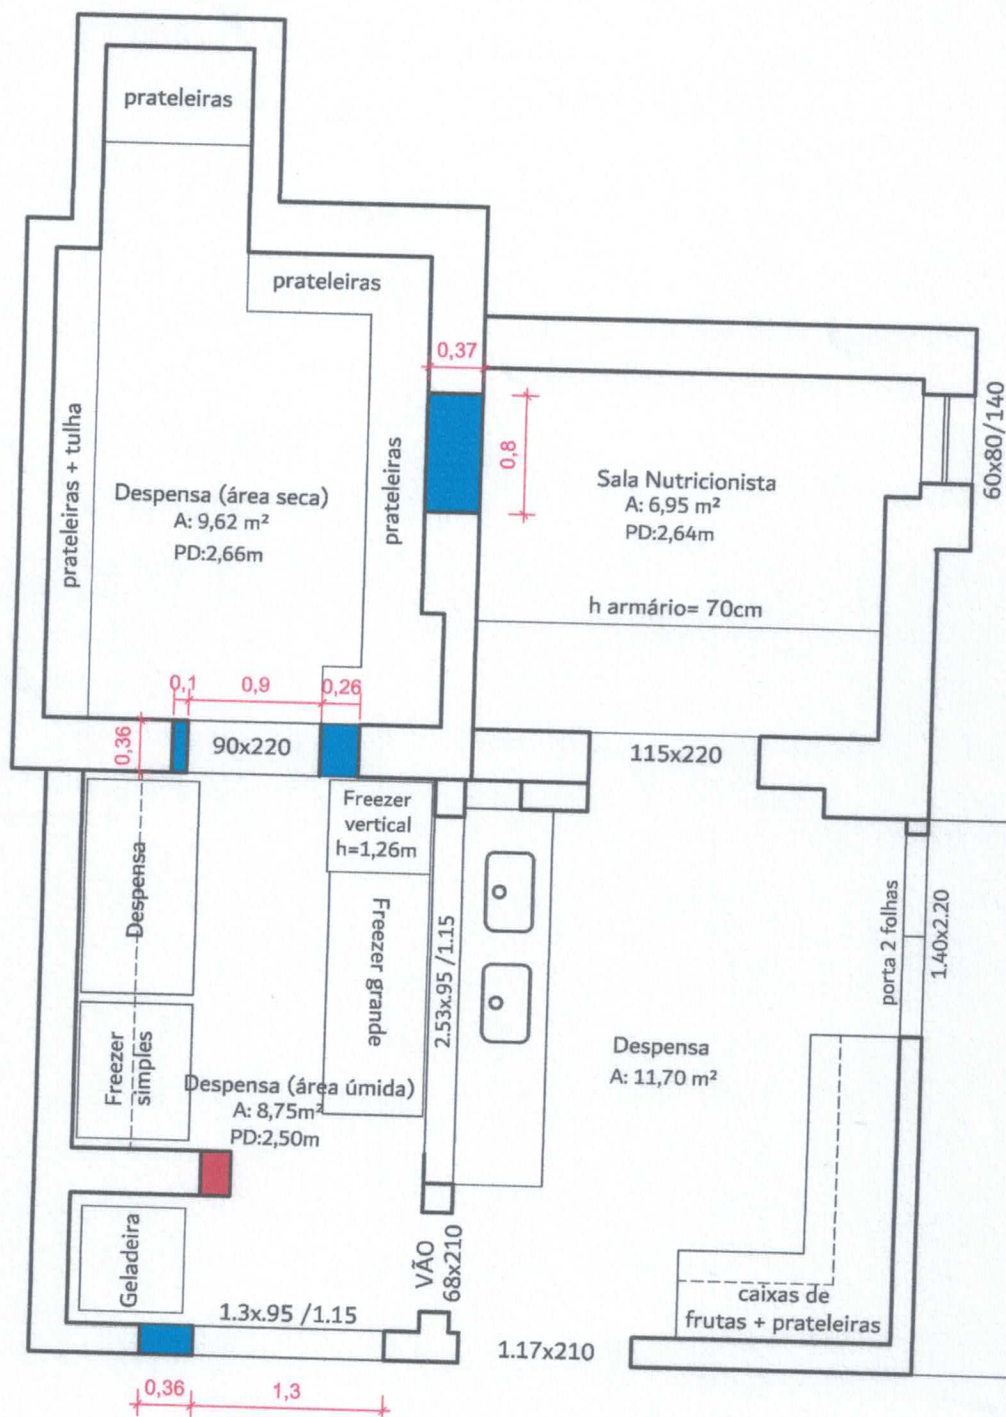 prateleiras
prateleiras
0,37
60x80/140
prateleiras + tulha
prateleiras
0,8
Despensa (área seca)
A: 9,62 m²
PD:2,66m
Sala Nutricionista
A: 6,95 m²
PD:2,64m
h armário= 70cm
0,1
0,9
0,26
0,36
90x220
115x220
Freezer
vertical
h=1,26m
Despensa
Freezer grande
2.53x.95 /1.15
porta 2 folhas
1.40x2.20
Freezer
simples
Despensa (área úmida)
A: 8,75m²
PD:2,50m
Despensa
A: 11,70 m²
Geladeira
VÃO
68x210
1.3x.95 /1.15
caixas de
frutas + prateleiras
1.17x210
0,36
1,3